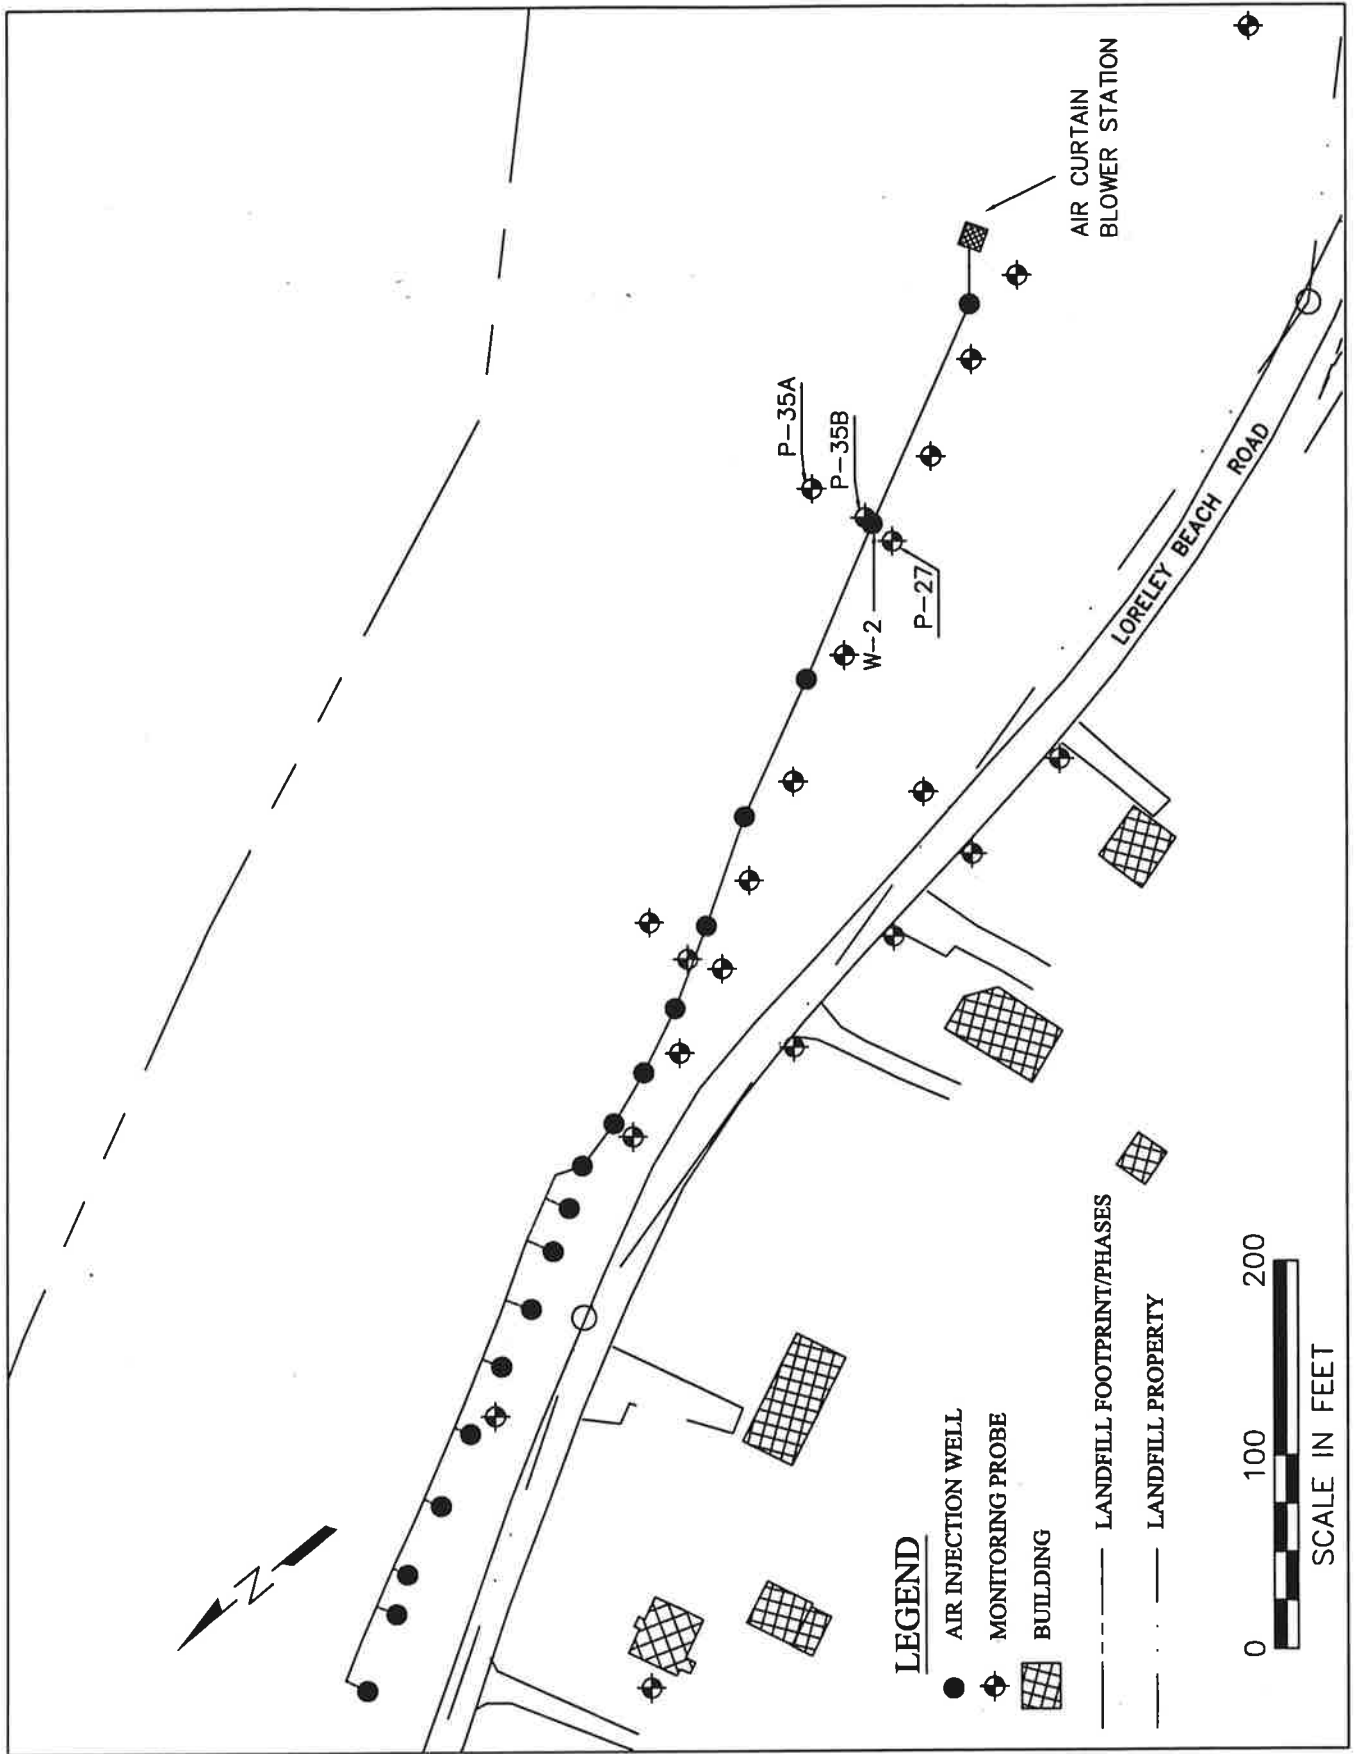 N
P-35A
P-35B
W-2
P-27
AIR CURTAIN
BLOWER STATION
LORELEY BEACH ROAD
LEGEND
AIR INJECTION WELL
MONITORING PROBE
BUILDING
LANDFILL FOOTPRINT/PHASES
LANDFILL PROPERTY
0 100 200
SCALE IN FEET